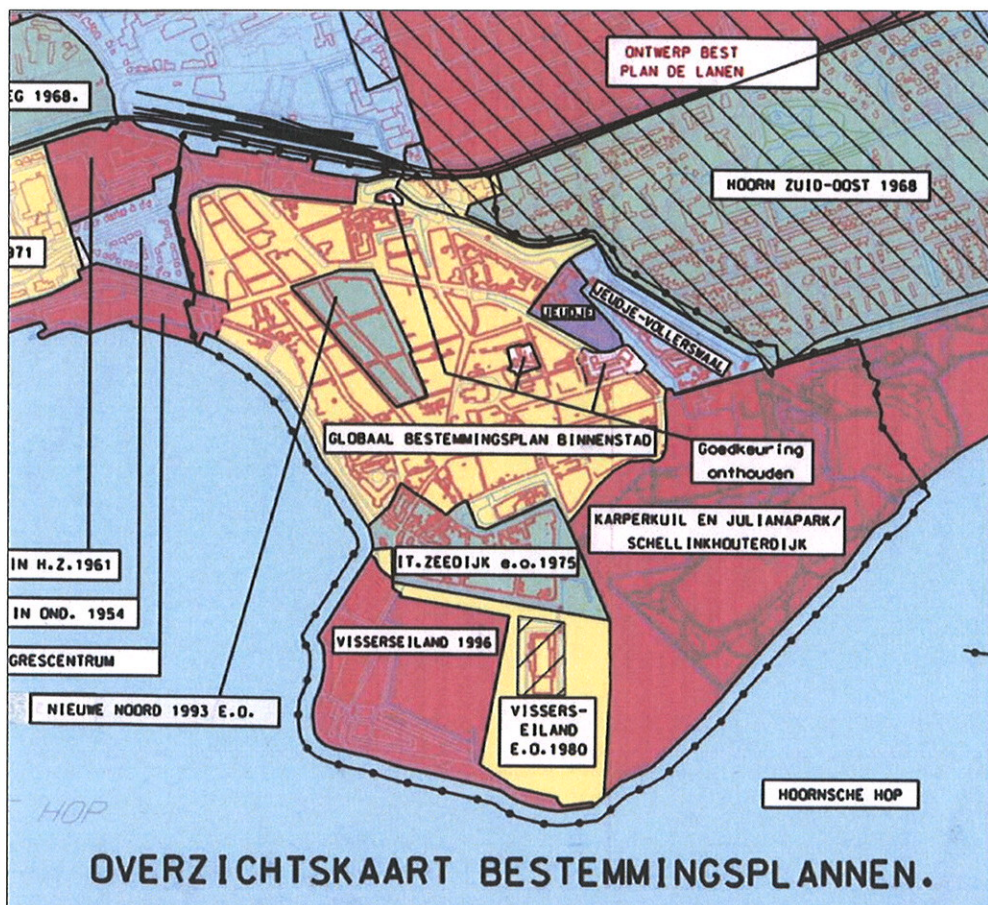 ONTWERP BEST
PLAN DE LANEN
EG 1968.
HOORN ZUID-OOST 1968
971
JEUDJE
JEUDJE-VOLLERSWAAL
GLOBAAL BESTEMMINGSPLAN BINNENSTAD
Goedkeuring
onthouden
KARPERKUIL EN JULIANAPARK/
SCHELLINKHOUTERDIJK
IN H.Z.1961
IT.ZEEDIJK e.o.1975
IN OND. 1954
VISSERSEILAND 1996
GRESCENTRUM
NIEUWE NOORD 1993 E.O.
VISSERS-
EILAND
E.O.1980
HOORNSCHE HOP
HOP
OVERZICHTSKAART BESTEMMINGSPLANNEN.